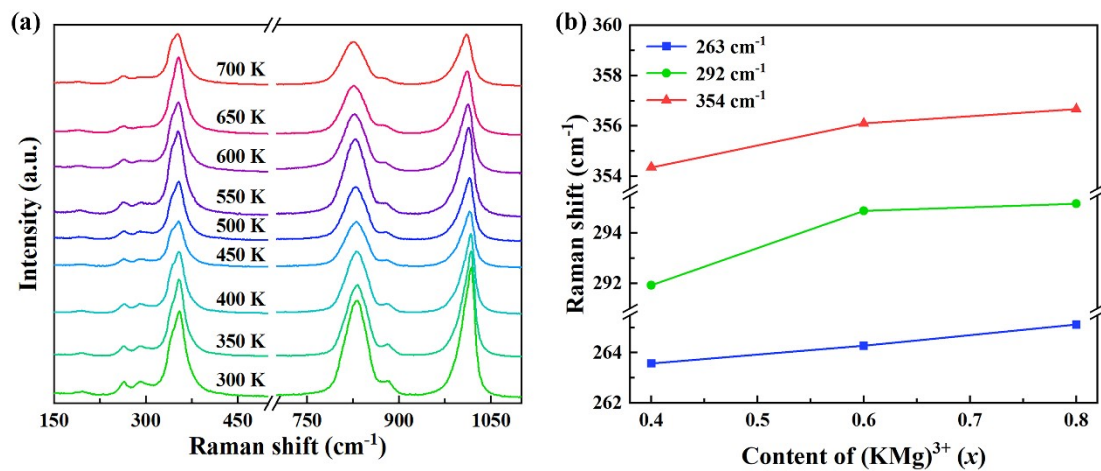 (a)
700 K
650 K
600 K
550 K
500 K
450 K
400 K
350 K
300 K
Intensity (a.u.)
150 300 450 750 900 1050
Raman shift (cm⁻¹)
(b)
263 cm⁻¹
292 cm⁻¹
354 cm⁻¹
360
358
356
354
294
292
264
262
Raman shift (cm⁻¹)
0.4 0.5 0.6 0.7 0.8
Content of (KMg)³⁺ (x)